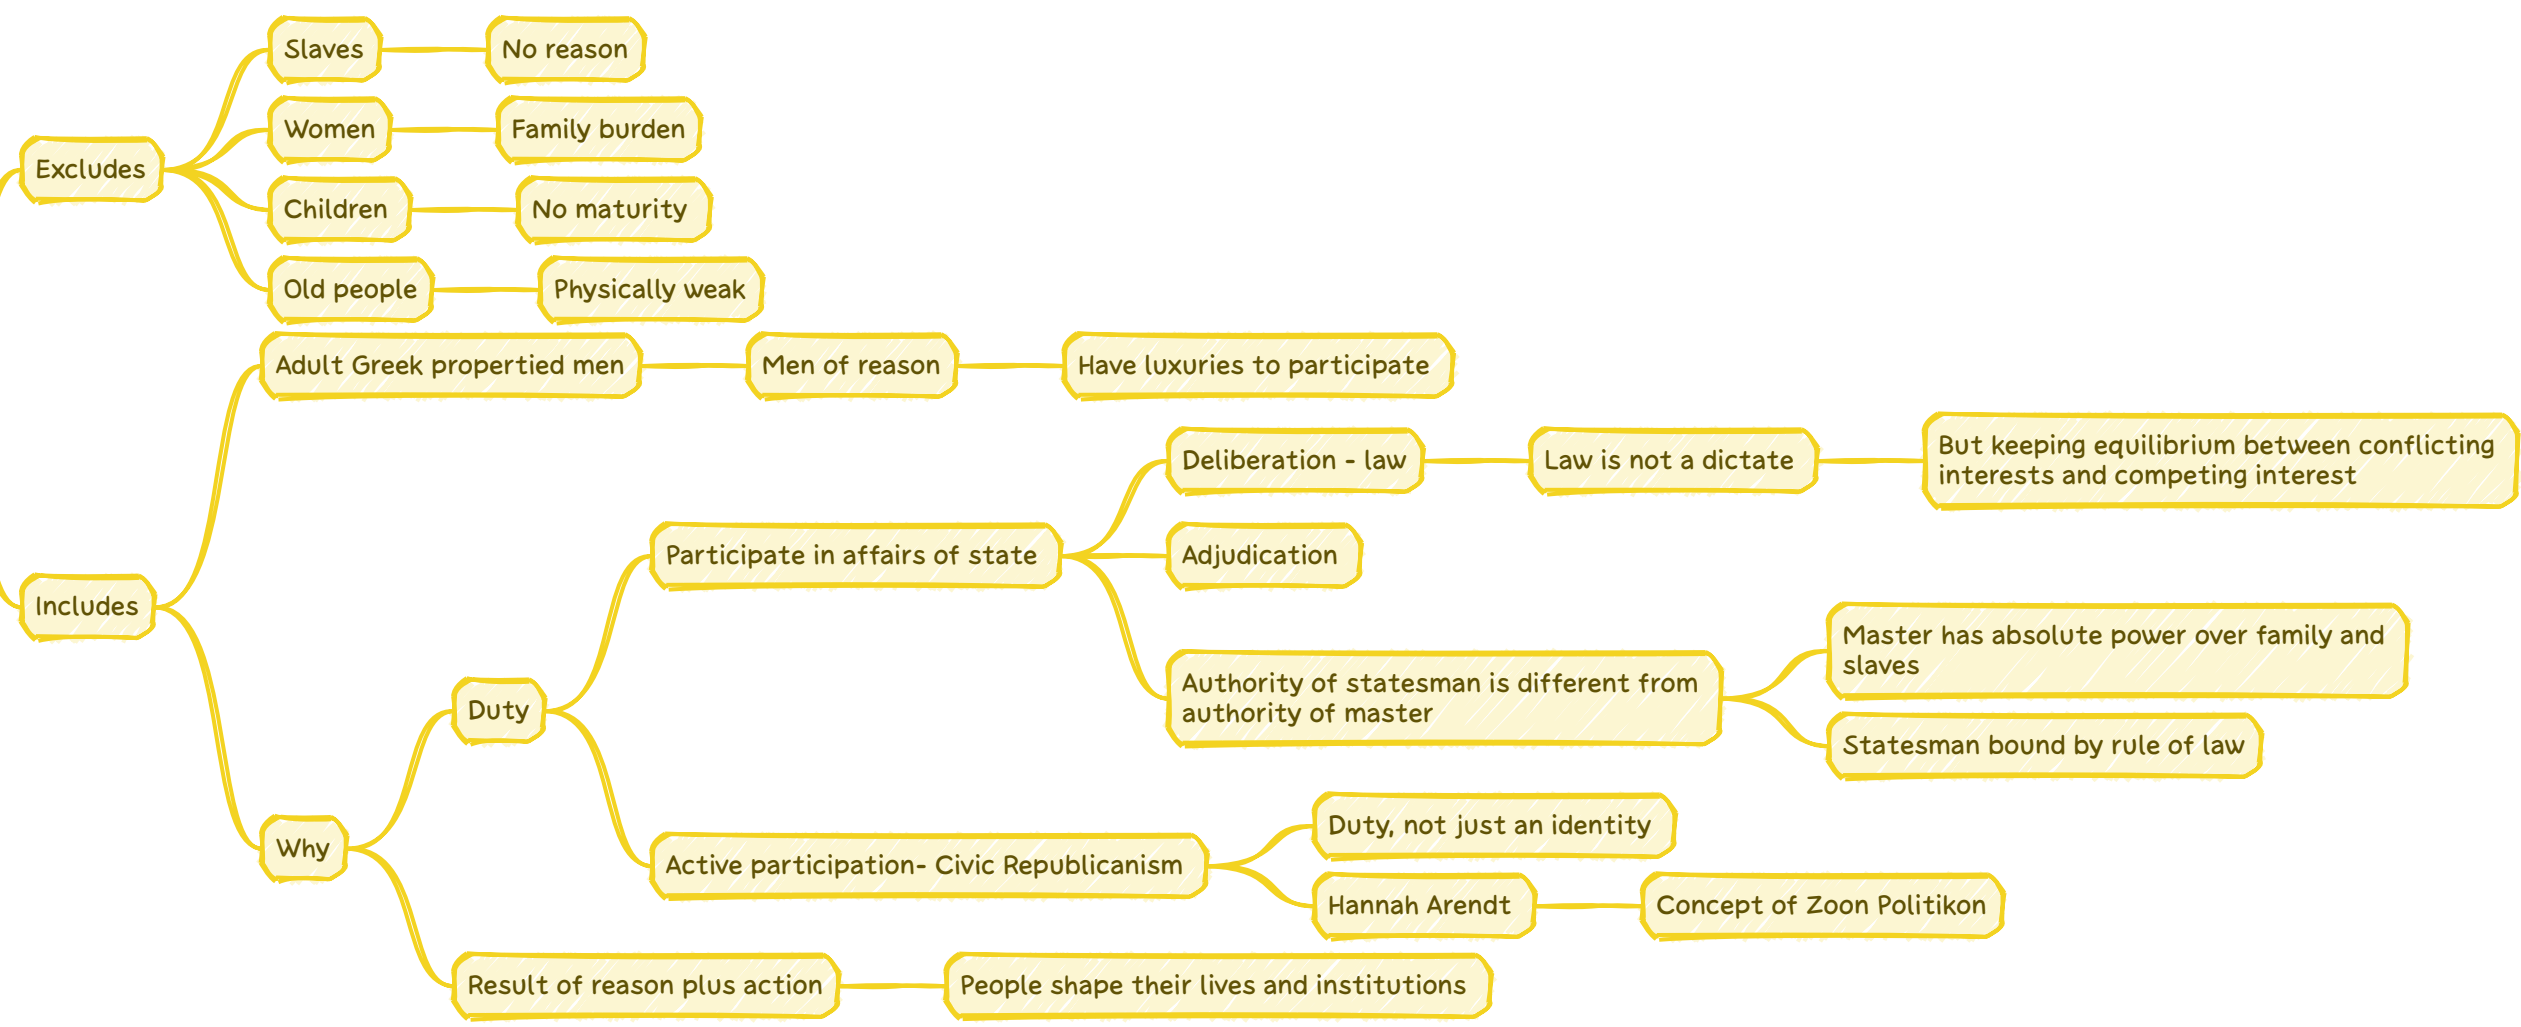 Slaves
No reason
Women
Family burden
Excludes
Children
No maturity
Old people
Physically weak
Adult Greek propertied men
Men of reason
Have luxuries to participate
Deliberation - law
Law is not a dictate
But keeping equilibrium between conflicting
interests and competing interest
Participate in affairs of state
Adjudication
Includes
Authority of statesman is different from
authority of master
Master has absolute power over family and
slaves
Statesman bound by rule of law
Duty
Why
Active participation- Civic Republicanism
Duty, not just an identity
Hannah Arendt
Concept of Zoon Politikon
Result of reason plus action
People shape their lives and institutions